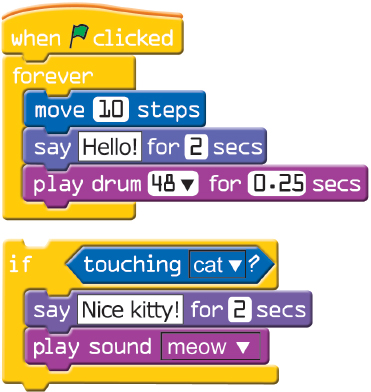 when clicked
forever
move 10 steps
say Hello! for 2 secs
play drum 48 for 0.25 secs
if touching cat ?
say Nice kitty! for 2 secs
play sound meow